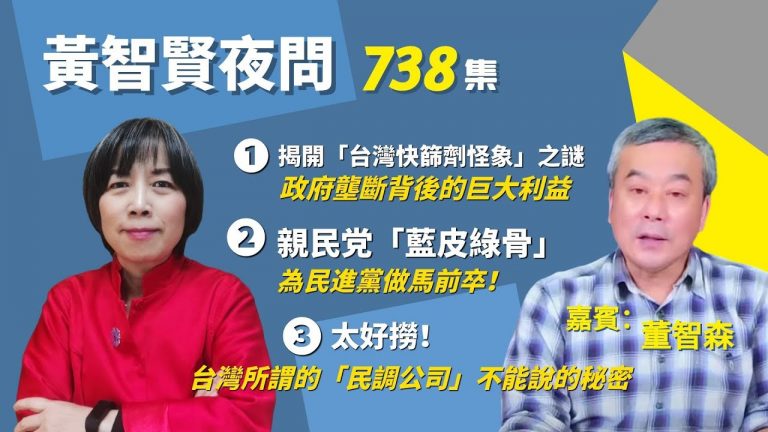 黃智賢夜問 738集
1 揭開「台灣快篩劑怪象」之謎
政府壟斷背後的巨大利益
2 親民党「藍皮綠骨」
為民進黨做馬前卒！
3 太好撈！
台灣所謂的「民調公司」不能說的秘密
嘉賓：董智森